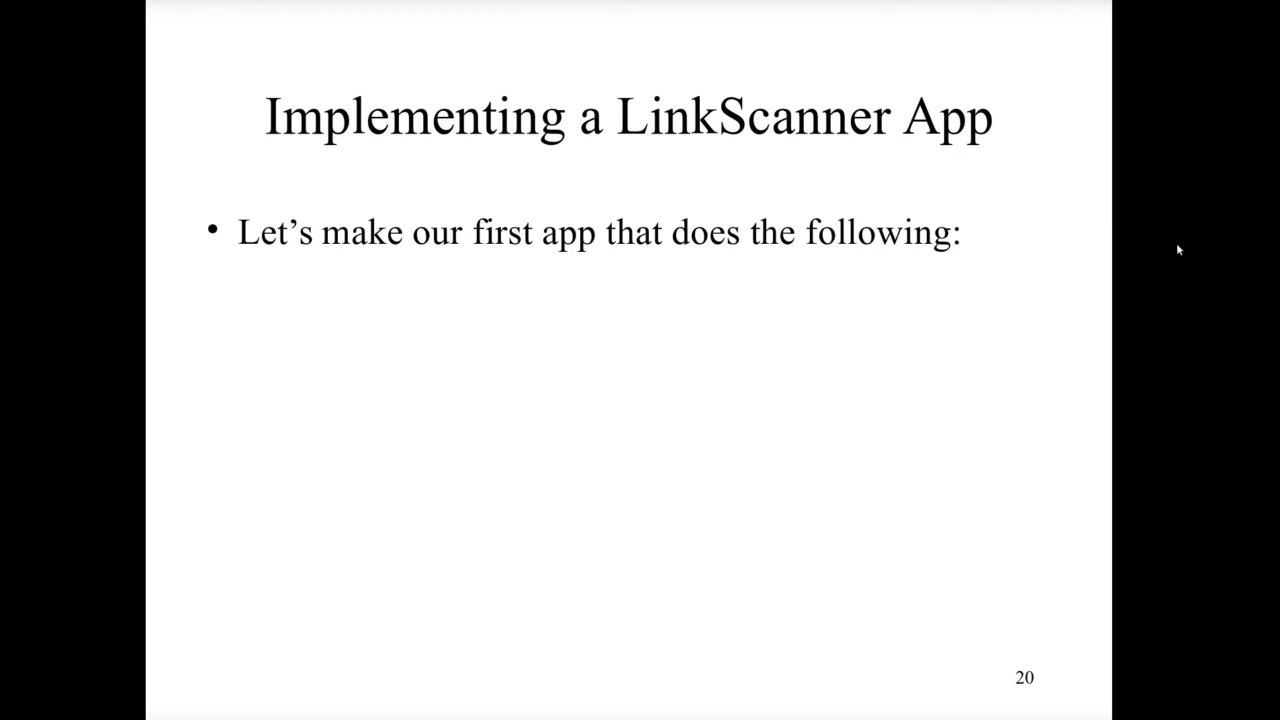 Implementing a LinkScanner App
• Let’s make our first app that does the following:
20